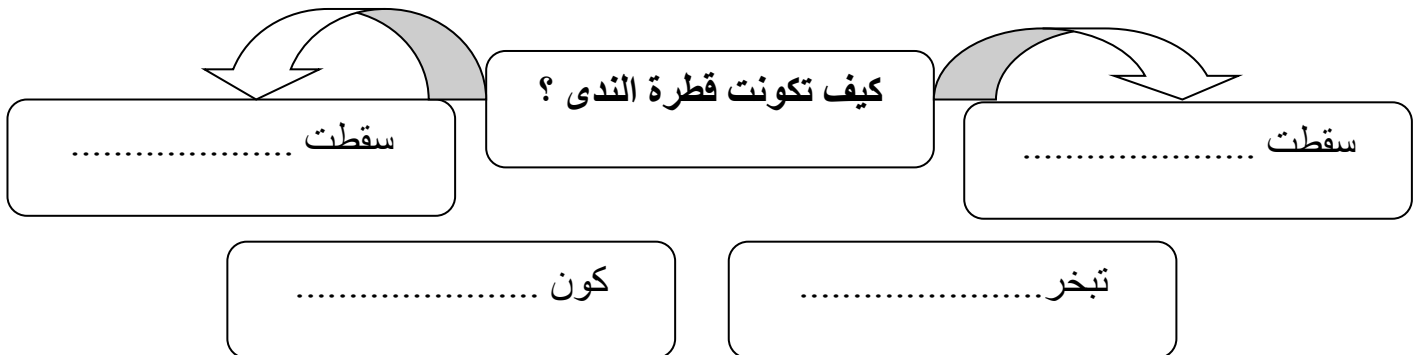 كيف تكونت قطرة الندى ؟
سقطت ......................
سقطت .....................
تبخر.......................
كون .......................